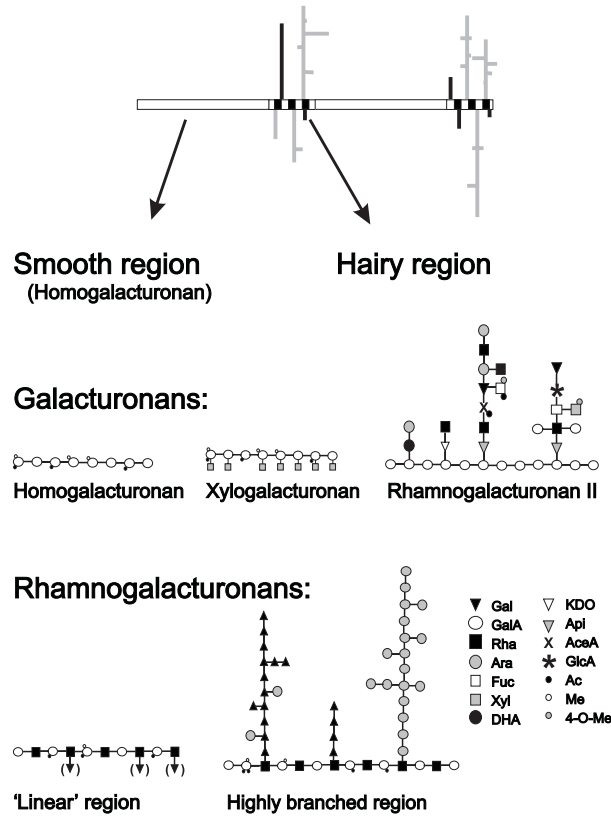 Smooth region
(Homogalacturonan)
Hairy region
Galacturonans:
Homogalacturonan
Xylogalacturonan
Rhamnogalacturonan II
Rhamnogalacturonans:
Gal
GalA
Rha
Ara
Fuc
Xyl
DHA
KDO
Api
AceA
GlcA
Ac
Me
4-O-Me
'Linear' region
Highly branched region